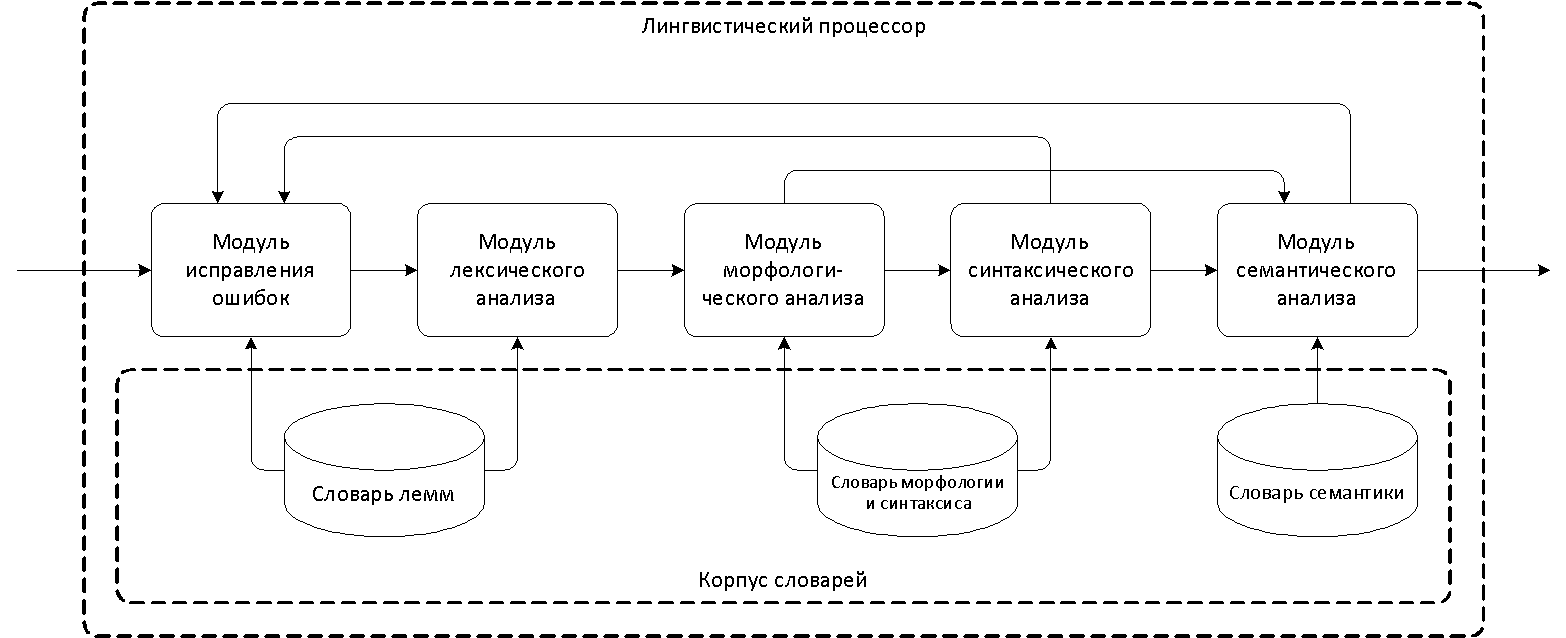 Лингвистический процессор
Модуль
исправления
ошибок
Модуль
лексического
анализа
Модуль
морфологи-
ческого анализа
Модуль
синтаксического
анализа
Модуль
семантического
анализа
Словарь лемм
Словарь морфологии
и синтаксиса
Словарь семантики
Корпус словарей